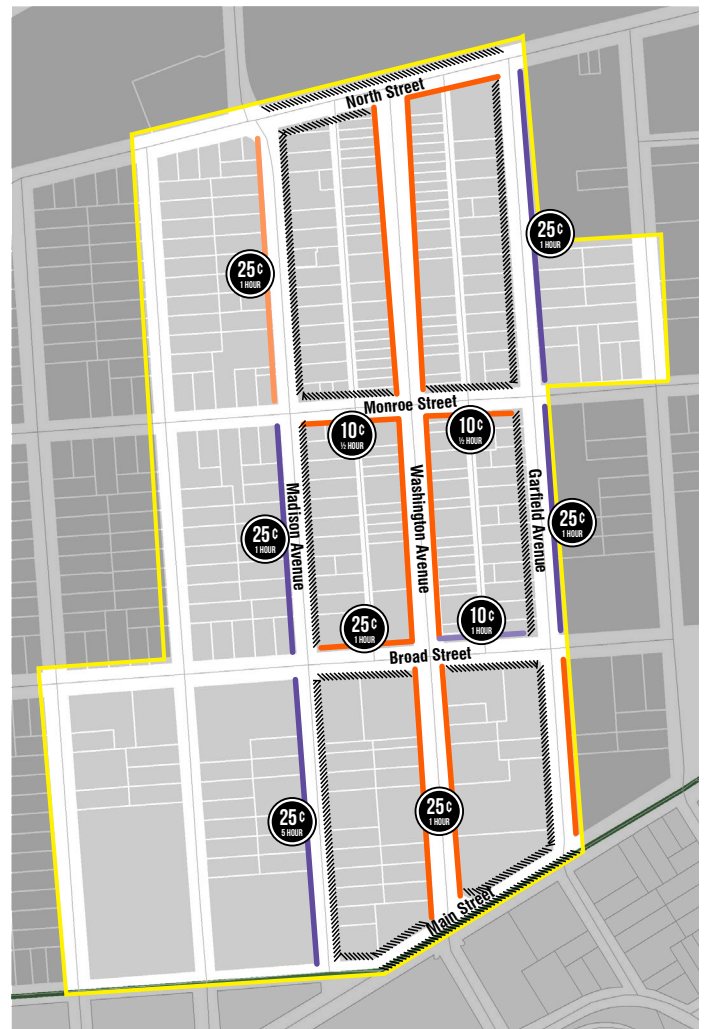 North Street
25¢
1 HOUR
25¢
1 HOUR
Monroe Street
10¢
½ HOUR
10¢
½ HOUR
Madison Avenue
Washington Avenue
Garfield Avenue
25¢
1 HOUR
25¢
1 HOUR
25¢
1 HOUR
10¢
1 HOUR
Broad Street
25¢
5 HOUR
25¢
1 HOUR
Main Street